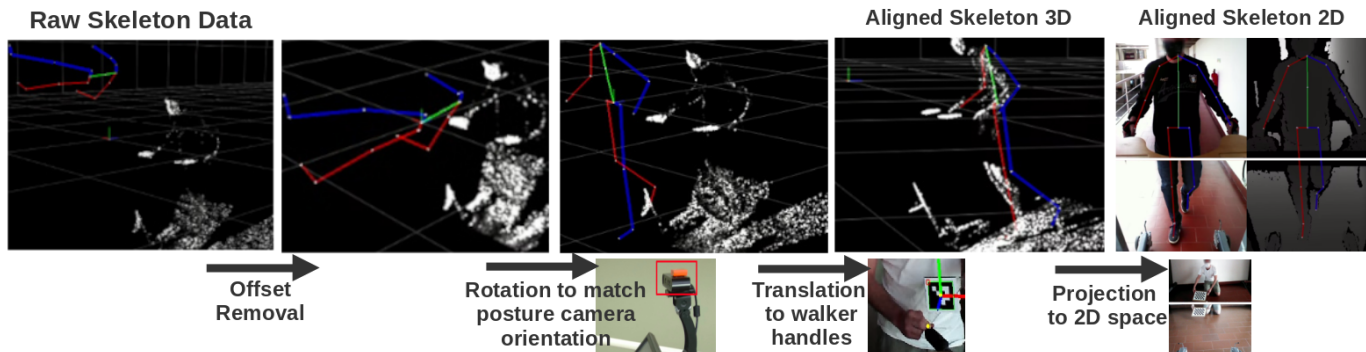 Raw Skeleton Data
Aligned Skeleton 3D
Aligned Skeleton 2D
Offset
Removal
Rotation to match
posture camera
orientation
Translation
to walker
handles
Projection
to 2D space